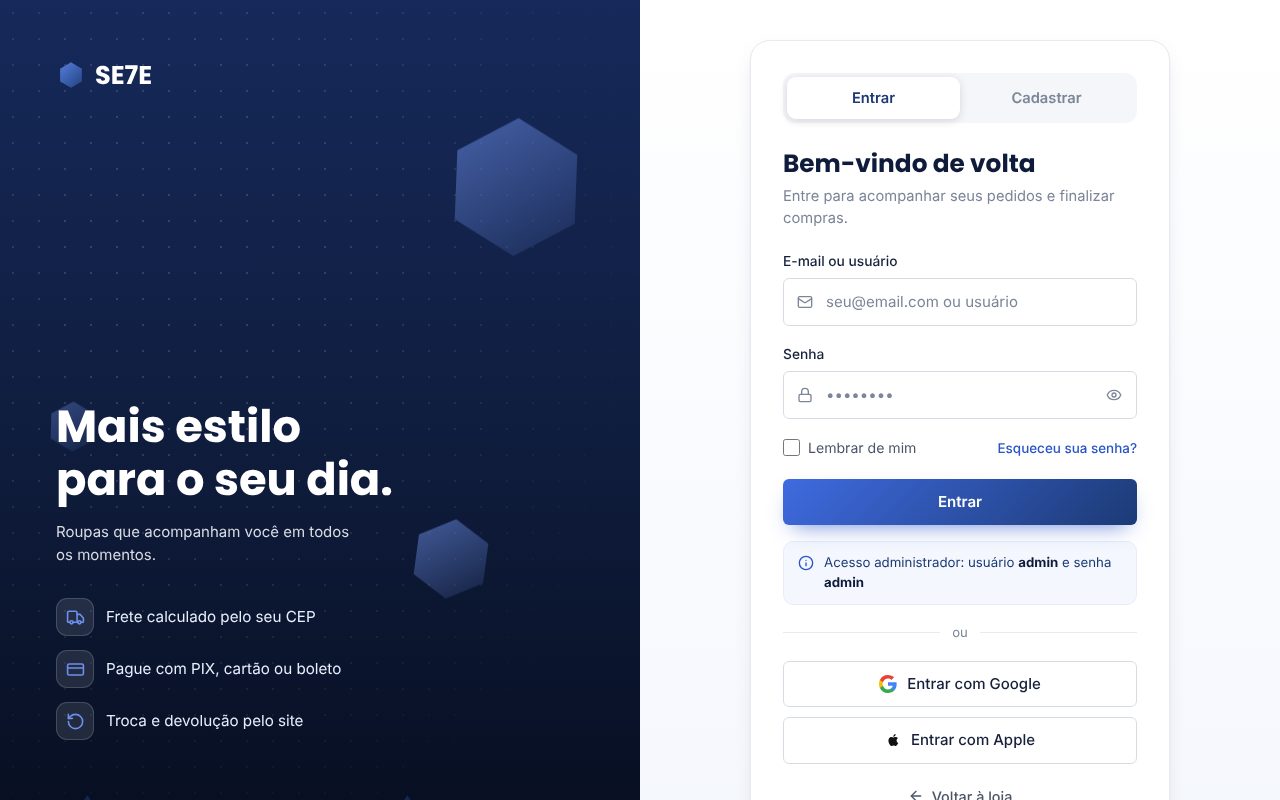 SE7E
Mais estilo
para o seu dia.
Roupas que acompanham você em todos
os momentos.
Frete calculado pelo seu CEP
Pague com PIX, cartão ou boleto
Troca e devolução pelo site
Entrar
Cadastrar
Bem-vindo de volta
Entre para acompanhar seus pedidos e finalizar
compras.
E-mail ou usuário
seu@email.com ou usuário
Senha
••••••••
Lembrar de mim
Esqueceu sua senha?
Entrar
Acesso administrador: usuário admin e senha
admin
ou
Entrar com Google
Entrar com Apple
Voltar à loja